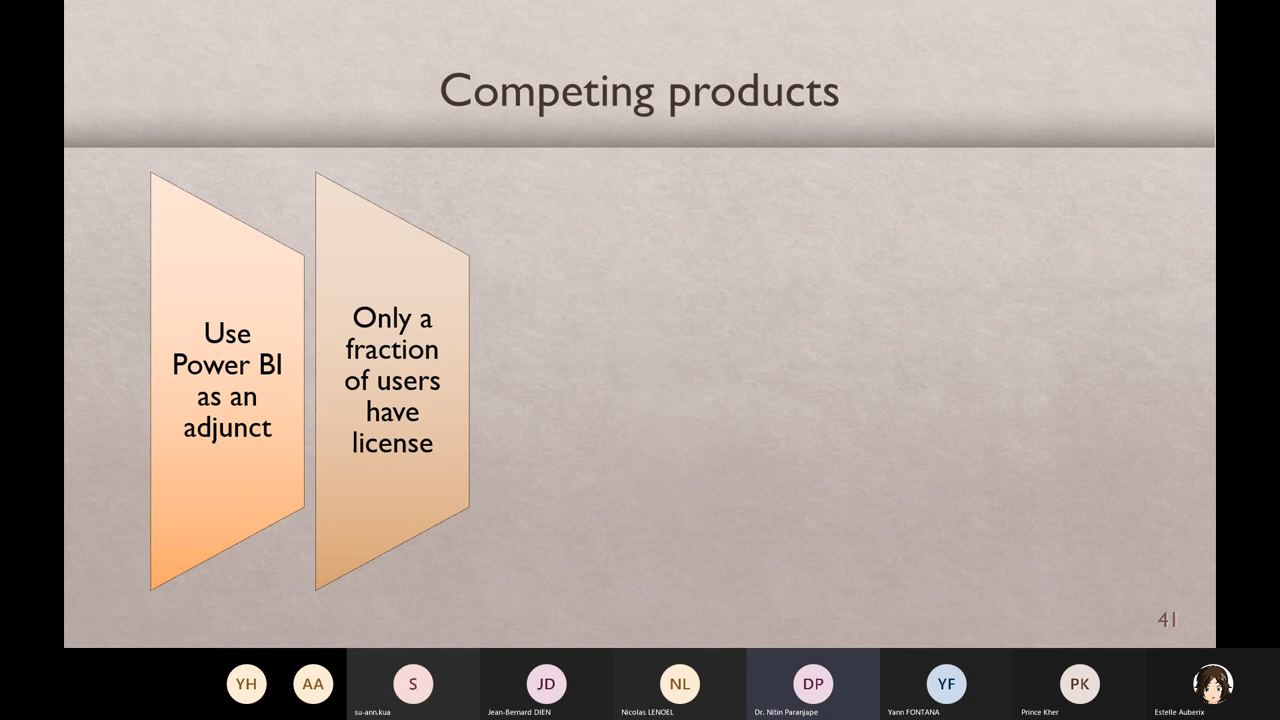 Competing products
Use
Power BI
as an
adjunct
Only a
fraction
of users
have
license
41
YH
AA
S
su-ann.kua
JD
Jean-Bernard DIEN
NL
Nicolas LENOEL
DP
Dr. Nitin Paranjape
YF
Yann FONTANA
PK
Prince Kher
Estelle Auberix